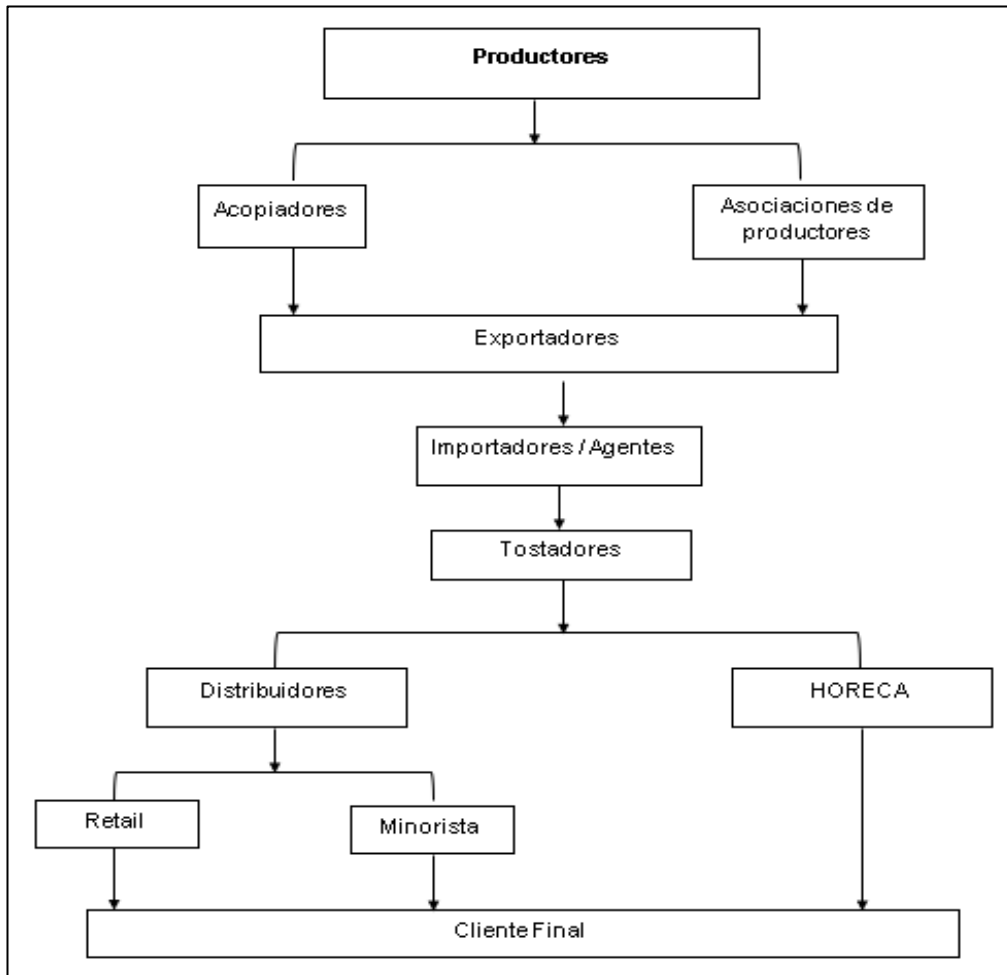 Productores
Acopiadores
Asociaciones de
productores
Exportadores
Importadores / Agentes
Tostadores
Distribuidores
HORECA
Retail
Minorista
Cliente Final